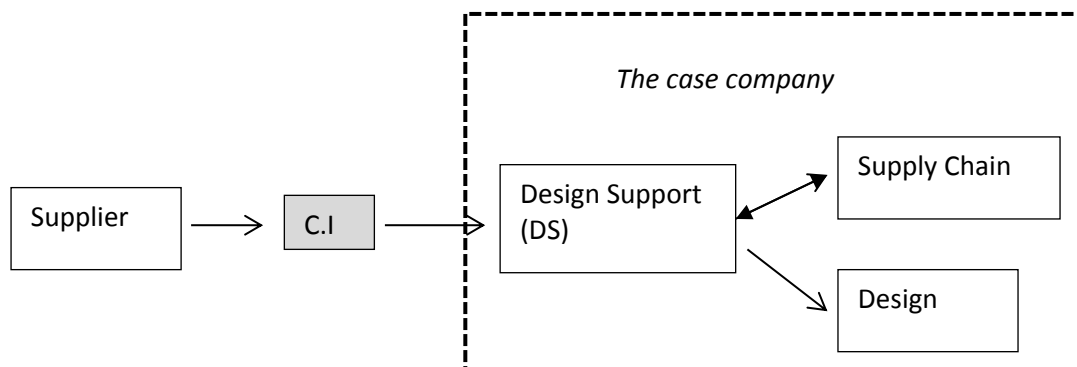 The case company
Supply Chain
Design Support
(DS)
Supplier
C.I
Design